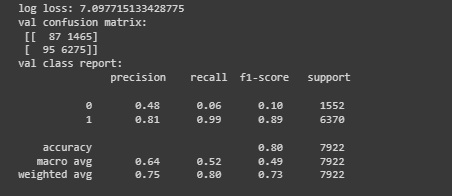 log loss: 7.097715133428775
val confusion matrix:
[[  87 1465]
[  95 6275]]
val class report:
precision    recall  f1-score   support
0       0.48      0.06      0.10      1552
1       0.81      0.99      0.89      6370
accuracy                           0.80      7922
macro avg       0.64      0.52      0.49      7922
weighted avg       0.75      0.80      0.73      7922